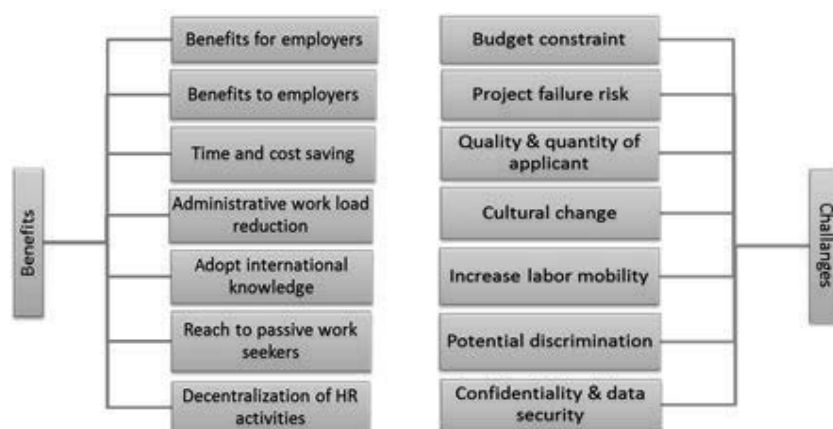 Benefits
Benefits for employers
Benefits to employers
Time and cost saving
Administrative work load
reduction
Adopt international
knowledge
Reach to passive work
seekers
Decentralization of HR
activities
Budget constraint
Project failure risk
Quality & quantity of
applicant
Cultural change
Increase labor mobility
Potential discrimination
Confidentiality & data
security
Challanges